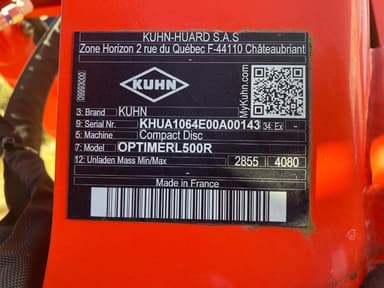 KUHN-HUARD S.A.S
Zone Horizon 2 rue du Québec F-44110 Châteaubriant
D9993000
KUHN
MyKuhn.com
3: Brand KUHN
9: Serial Nr. KHUA1064E00A00143 34: Ex -
5: Machine Compact Disc
7: Model OPTIMERL500R
12: Unladen Mass Min/Max 2855 4080
Made in France